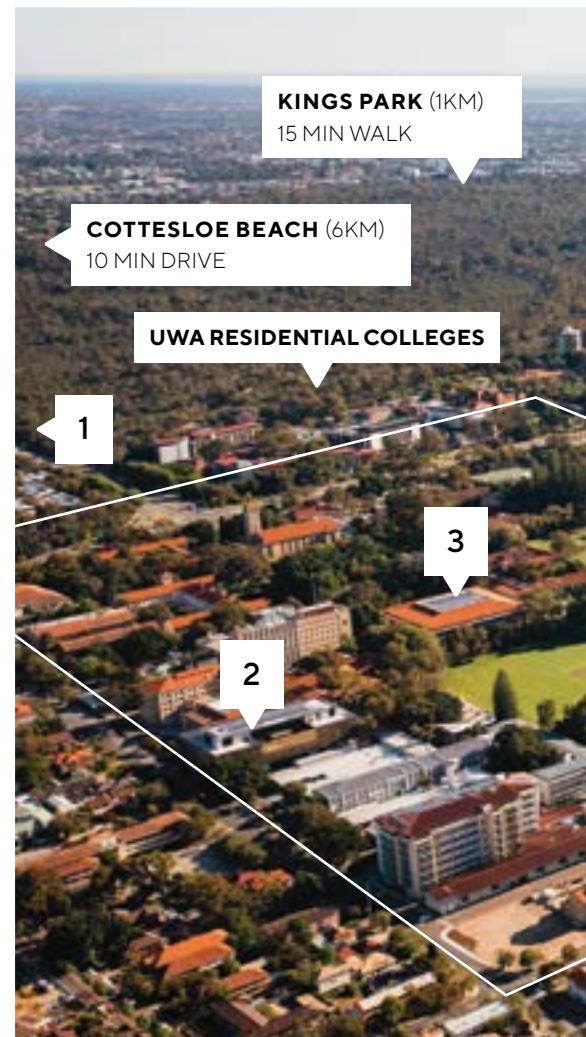 KINGS PARK (1KM)
15 MIN WALK
COTTESLOE BEACH (6KM)
10 MIN DRIVE
UWA RESIDENTIAL COLLEGES
1
3
2